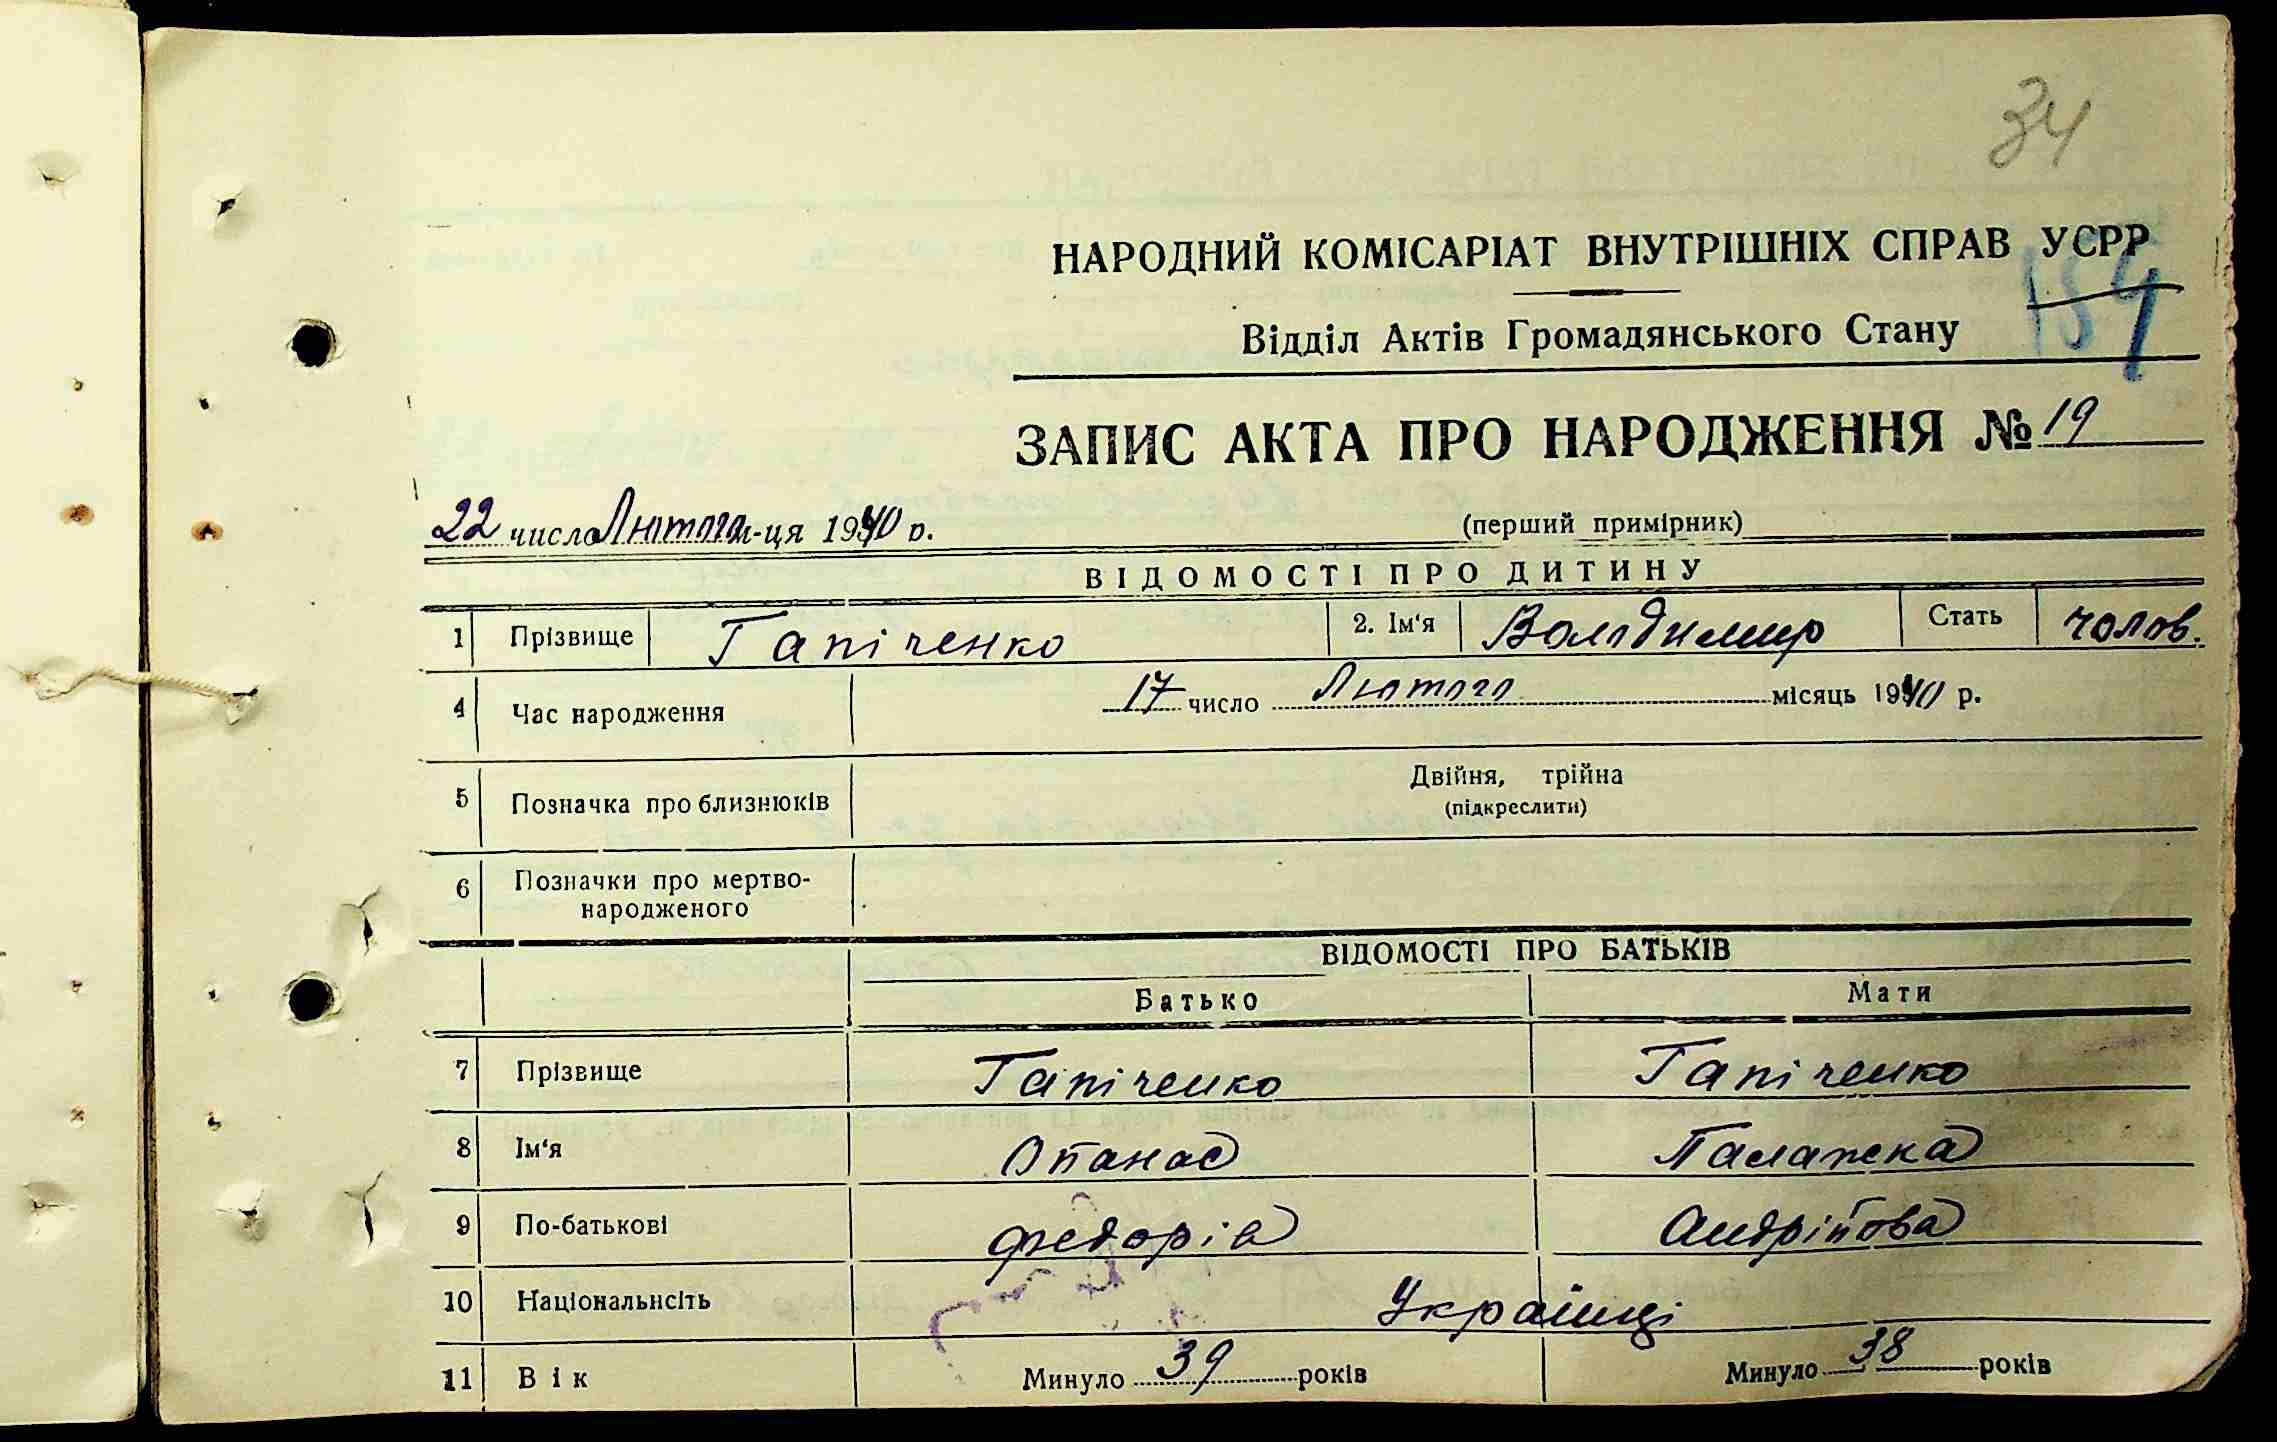 34
НАРОДНИЙ КОМІСАРІАТ ВНУТРІШНІХ СПРАВ УСРР
159
Відділ Актів Громадянського Стану
ЗАПИС АКТА ПРО НАРОДЖЕННЯ № 19
22 число Лютого м-ця 1940 р. (перший примірник)
ВІДОМОСТІ ПРО ДИТИНУ
1 Прізвище Гапіченко 2. Ім'я Володимир Стать чолов.
4 Час народження 17 число Лютого місяць 1940 р.
5 Позначка про близнюків Двійня, трійна
(підкреслити)
6 Позначки про мертво-
народженого
ВІДОМОСТІ ПРО БАТЬКІВ
Батько Мати
7 Прізвище Гапіченко Гапіченко
8 Ім'я Опанас Палажка
9 По-батькові Федорів Андрійова
10 Національнсіть Українці
11 Вік Минуло 39 років Минуло 38 років